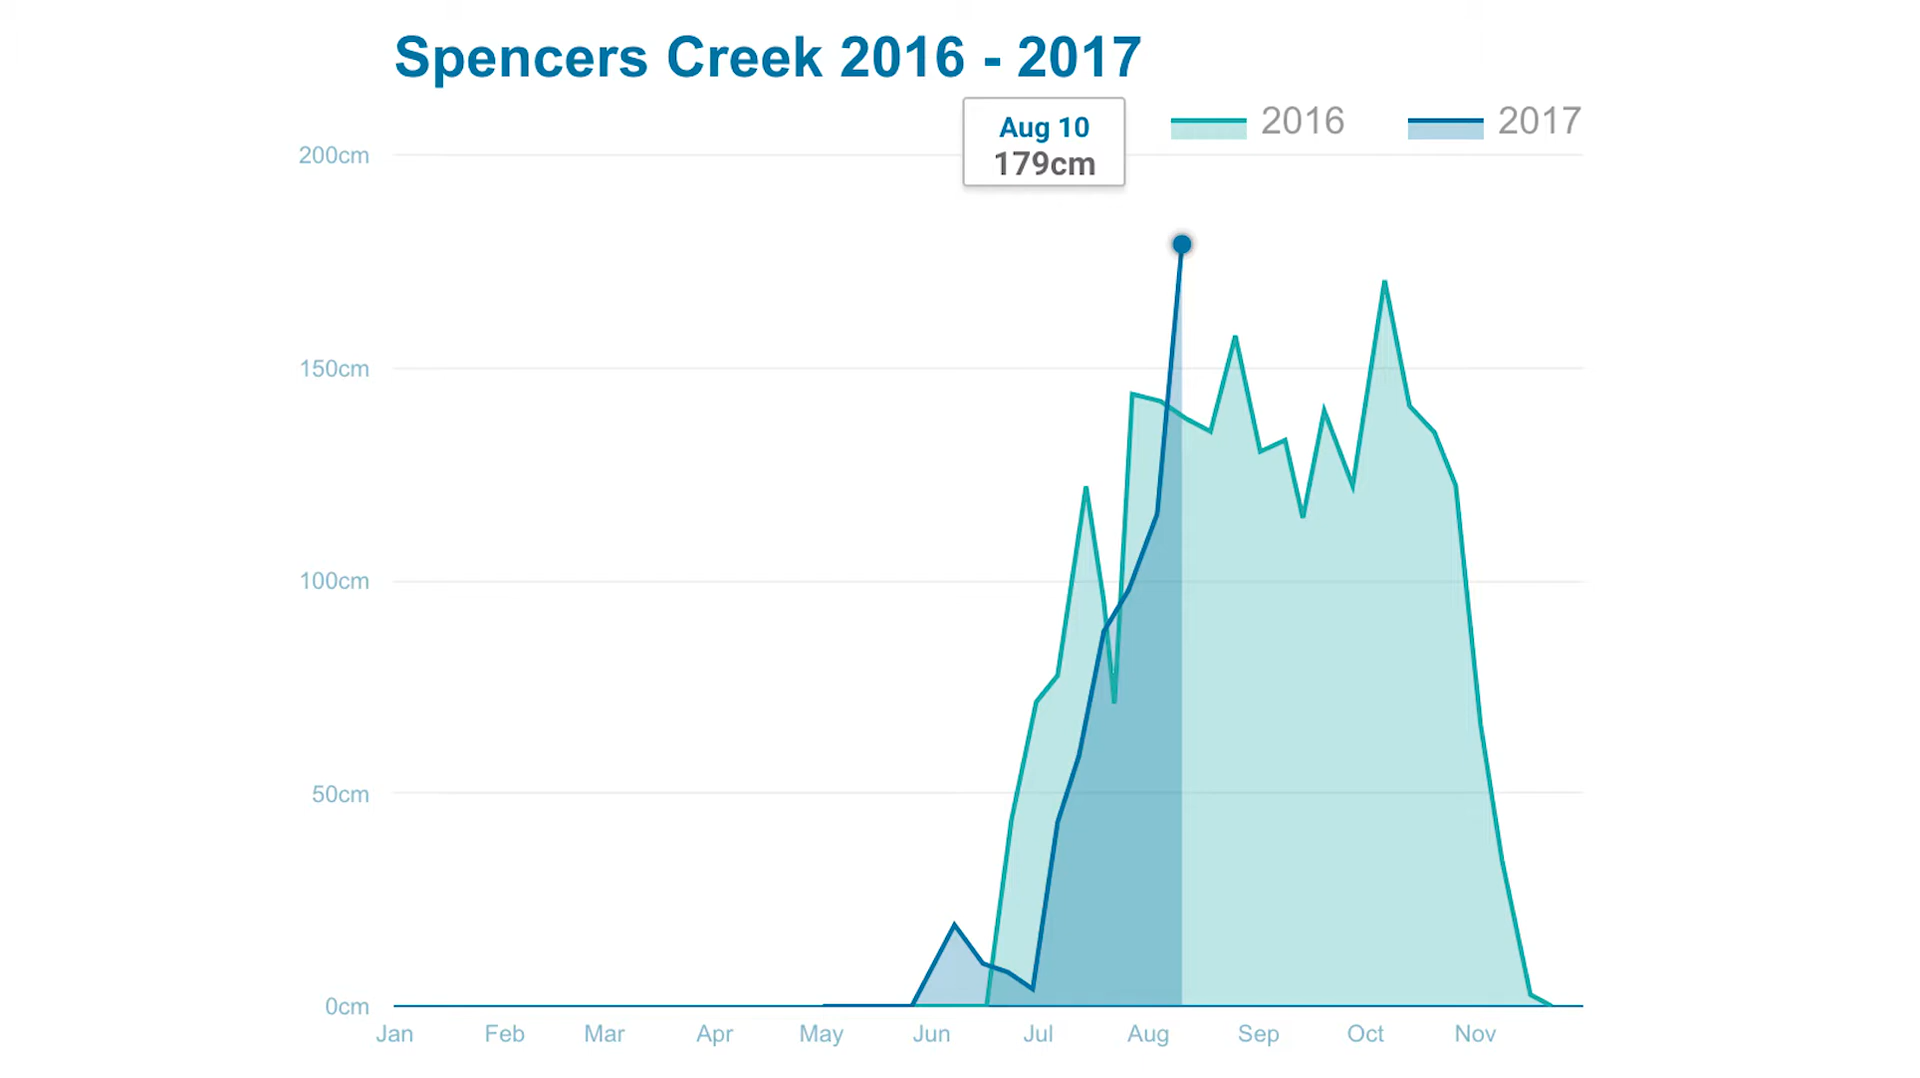 Spencers Creek 2016 - 2017
Aug 10
179cm
2016
2017
200cm
150cm
100cm
50cm
0cm
Jan Feb Mar Apr May Jun Jul Aug Sep Oct Nov